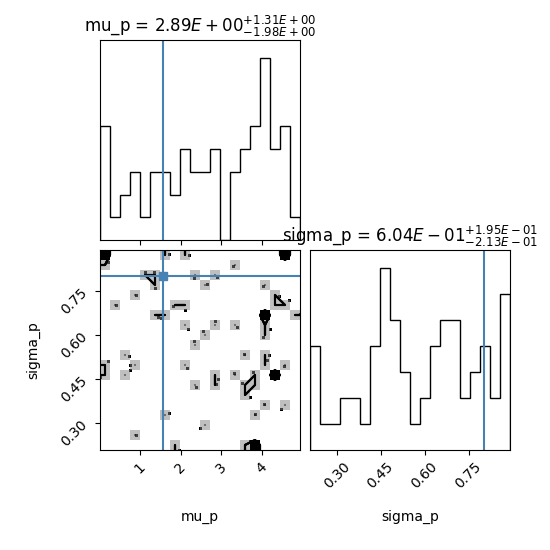 mu_p = 2.89E+00+1.31E+00−1.98E+00
sigma_p = 6.04E−01+1.95E−01−2.13E−01
sigma_p
0.75
0.60
0.45
0.30
1 2 3 4
0.30 0.45 0.60 0.75
mu_p sigma_p